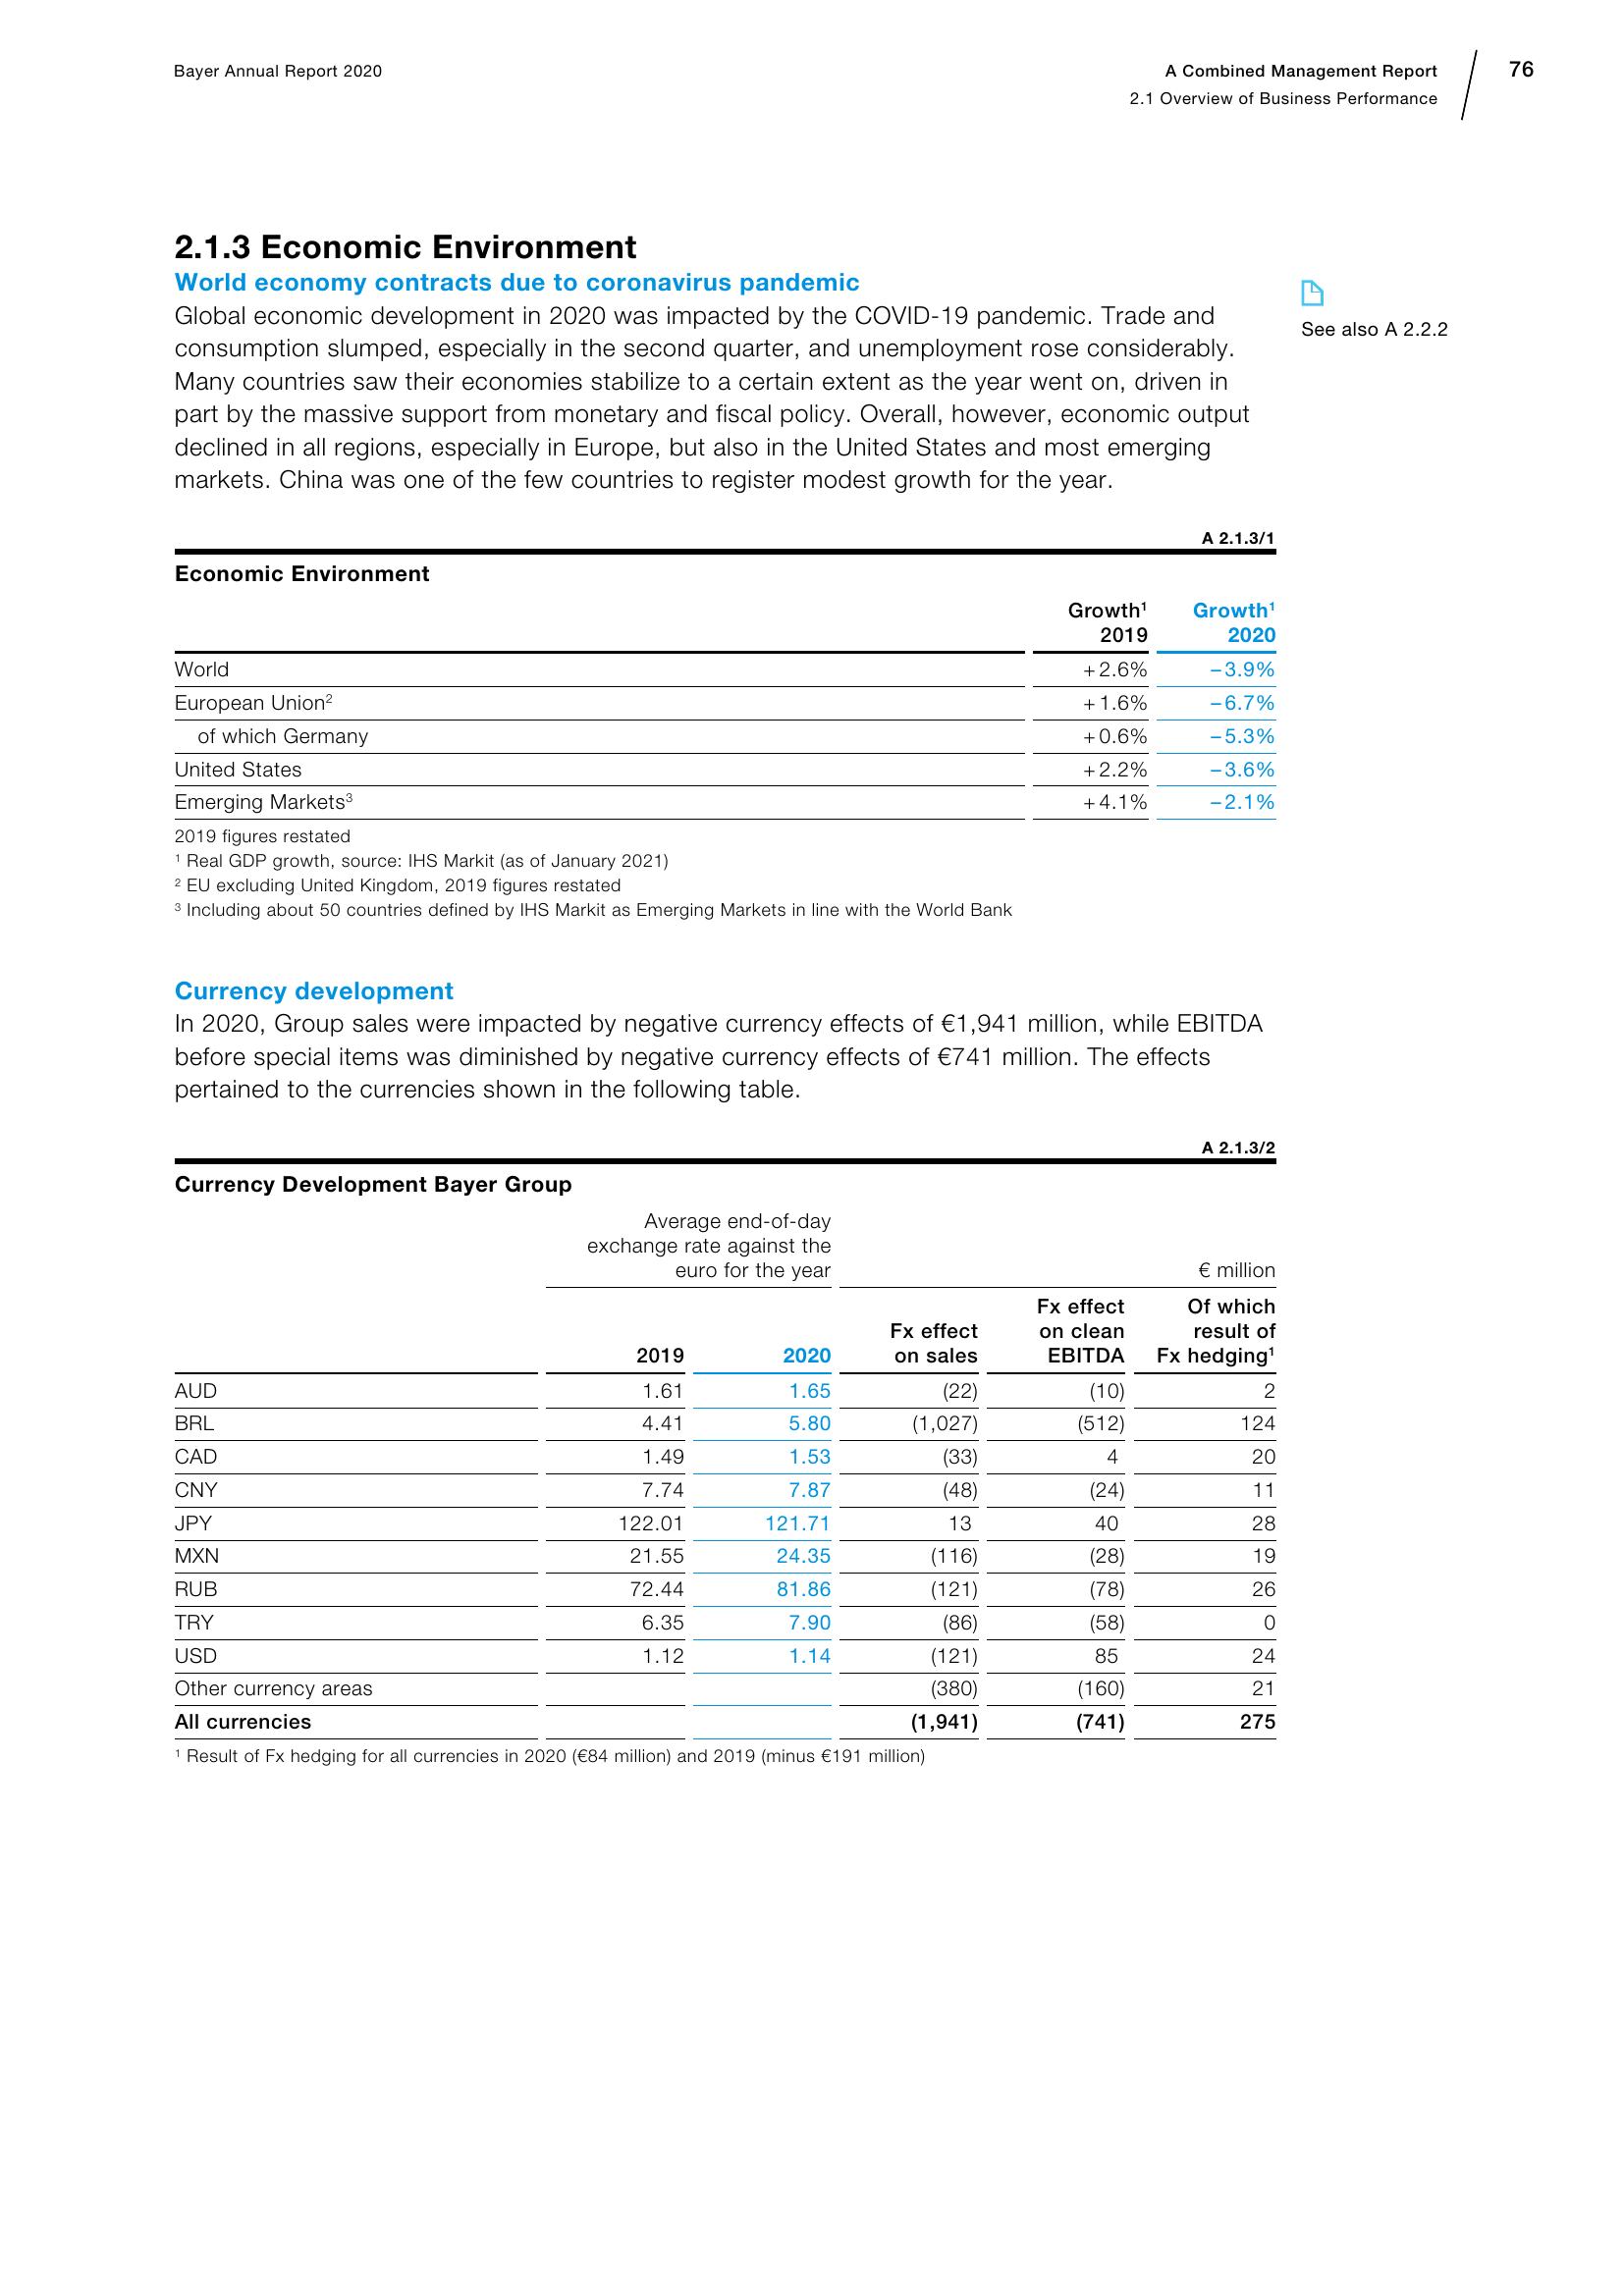 Bayer Annual Report 2020
A Combined Management Report
2.1 Overview of Business Performance
76
2.1.3 Economic Environment
World economy contracts due to coronavirus pandemic
Global economic development in 2020 was impacted by the COVID-19 pandemic. Trade and
consumption slumped, especially in the second quarter, and unemployment rose considerably.
Many countries saw their economies stabilize to a certain extent as the year went on, driven in
part by the massive support from monetary and fiscal policy. Overall, however, economic output
declined in all regions, especially in Europe, but also in the United States and most emerging
markets. China was one of the few countries to register modest growth for the year.
See also A 2.2.2
A 2.1.3/1
Economic Environment
Growth¹ Growth¹
2019 2020
World +2.6% –3.9%
European Union² +1.6% –6.7%
of which Germany +0.6% –5.3%
United States +2.2% –3.6%
Emerging Markets³ +4.1% –2.1%
2019 figures restated
¹ Real GDP growth, source: IHS Markit (as of January 2021)
² EU excluding United Kingdom, 2019 figures restated
³ Including about 50 countries defined by IHS Markit as Emerging Markets in line with the World Bank
Currency development
In 2020, Group sales were impacted by negative currency effects of €1,941 million, while EBITDA
before special items was diminished by negative currency effects of €741 million. The effects
pertained to the currencies shown in the following table.
A 2.1.3/2
Currency Development Bayer Group
Average end-of-day
exchange rate against the
euro for the year € million
Fx effect Of which
Fx effect on clean result of
2019 2020 on sales EBITDA Fx hedging¹
AUD 1.61 1.65 (22) (10) 2
BRL 4.41 5.80 (1,027) (512) 124
CAD 1.49 1.53 (33) 4 20
CNY 7.74 7.87 (48) (24) 11
JPY 122.01 121.71 13 40 28
MXN 21.55 24.35 (116) (28) 19
RUB 72.44 81.86 (121) (78) 26
TRY 6.35 7.90 (86) (58) 0
USD 1.12 1.14 (121) 85 24
Other currency areas (380) (160) 21
All currencies (1,941) (741) 275
¹ Result of Fx hedging for all currencies in 2020 (€84 million) and 2019 (minus €191 million)